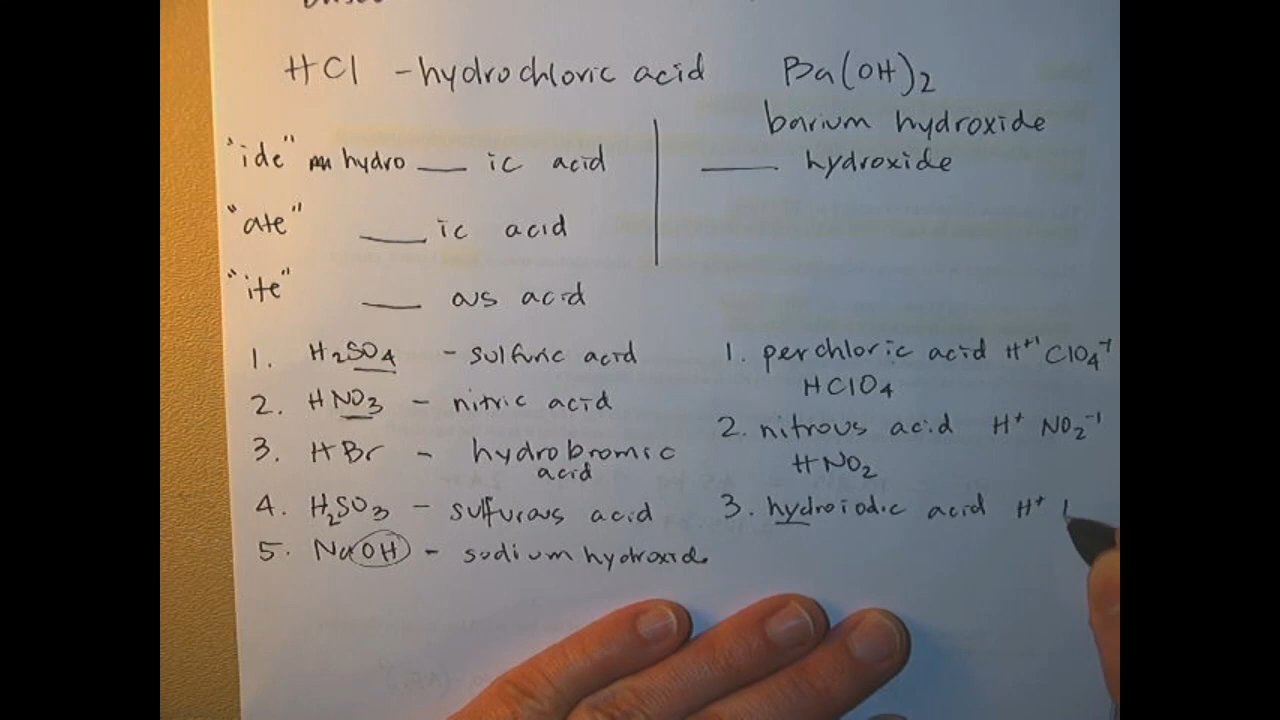 HCl - hydrochloric acid
Ba(OH)2
barium hydroxide
"ide" hydro ___ ic acid
___ hydroxide
"ate" ___ ic acid
"ite" ___ ous acid
1. H2SO4 - sulfuric acid
2. HNO3 - nitric acid
3. HBr - hydrobromic
acid
4. H2SO3 - sulfurous acid
5. NaOH - sodium hydroxide
1. perchloric acid H+1 ClO4-1
HClO4
2. nitrous acid H+ NO2-1
HNO2
3. hydroiodic acid H+ I